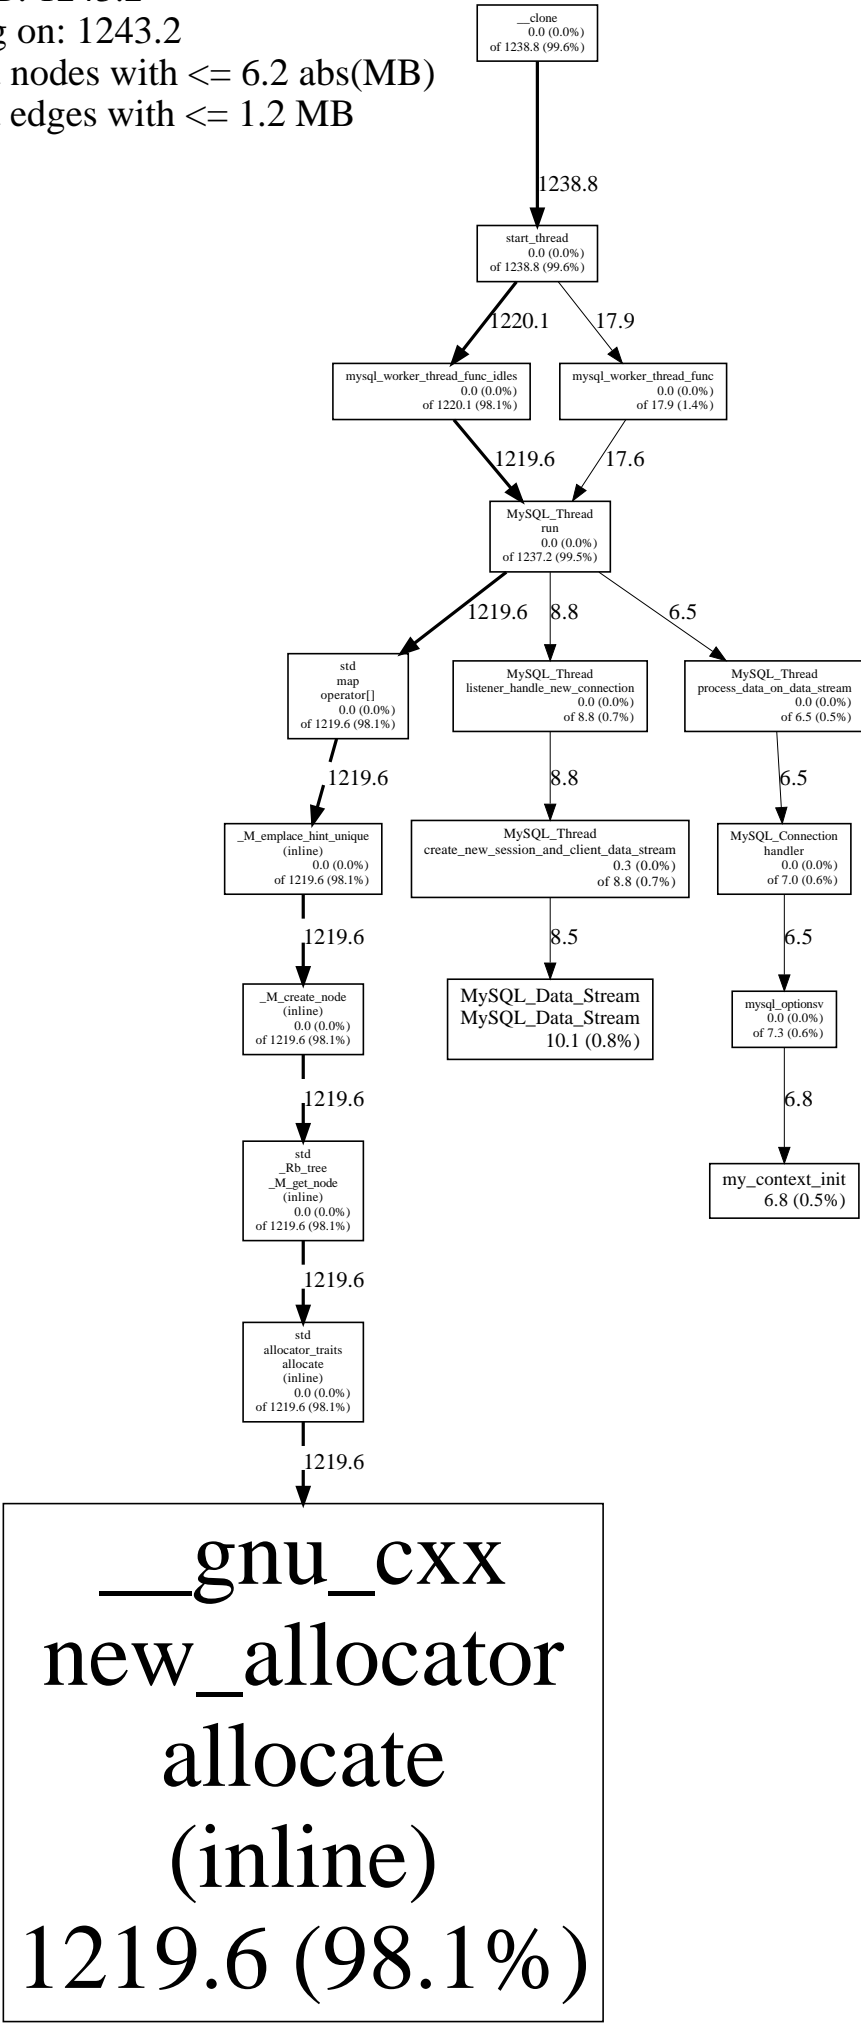 g on: 1243.2
nodes with <= 6.2 abs(MB)
edges with <= 1.2 MB
__clone
0.0 (0.0%)
of 1238.8 (99.6%)
1238.8
start_thread
0.0 (0.0%)
of 1238.8 (99.6%)
1220.1
17.9
mysql_worker_thread_func_idles
0.0 (0.0%)
of 1220.1 (98.1%)
mysql_worker_thread_func
0.0 (0.0%)
of 17.9 (1.4%)
1219.6
17.6
MySQL_Thread
run
0.0 (0.0%)
of 1237.2 (99.5%)
1219.6
8.8
6.5
std
map
operator[]
0.0 (0.0%)
of 1219.6 (98.1%)
MySQL_Thread
listener_handle_new_connection
0.0 (0.0%)
of 8.8 (0.7%)
MySQL_Thread
process_data_on_data_stream
0.0 (0.0%)
of 6.5 (0.5%)
1219.6
8.8
6.5
_M_emplace_hint_unique
(inline)
0.0 (0.0%)
of 1219.6 (98.1%)
MySQL_Thread
create_new_session_and_client_data_stream
0.3 (0.0%)
of 8.8 (0.7%)
MySQL_Connection
handler
0.0 (0.0%)
of 7.0 (0.6%)
1219.6
8.5
6.5
_M_create_node
(inline)
0.0 (0.0%)
of 1219.6 (98.1%)
MySQL_Data_Stream
MySQL_Data_Stream
10.1 (0.8%)
mysql_optionsv
0.0 (0.0%)
of 7.3 (0.6%)
1219.6
6.8
std
_Rb_tree
_M_get_node
(inline)
0.0 (0.0%)
of 1219.6 (98.1%)
my_context_init
6.8 (0.5%)
1219.6
std
allocator_traits
allocate
(inline)
0.0 (0.0%)
of 1219.6 (98.1%)
1219.6
__gnu_cxx
new_allocator
allocate
(inline)
1219.6 (98.1%)